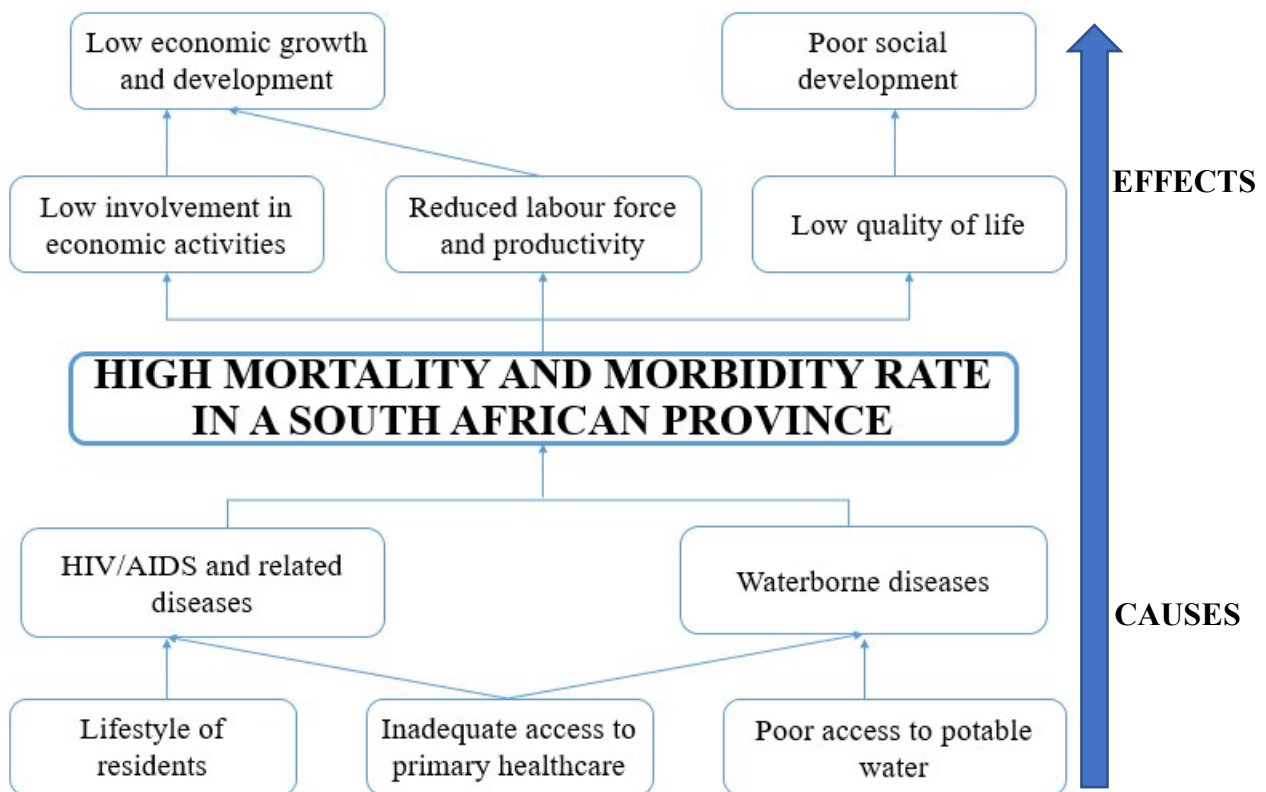 Low economic growth
and development
Poor social
development
EFFECTS
Low involvement in
economic activities
Reduced labour force
and productivity
Low quality of life
HIGH MORTALITY AND MORBIDITY RATE
IN A SOUTH AFRICAN PROVINCE
HIV/AIDS and related
diseases
Waterborne diseases
CAUSES
Lifestyle of
residents
Inadequate access to
primary healthcare
Poor access to potable
water